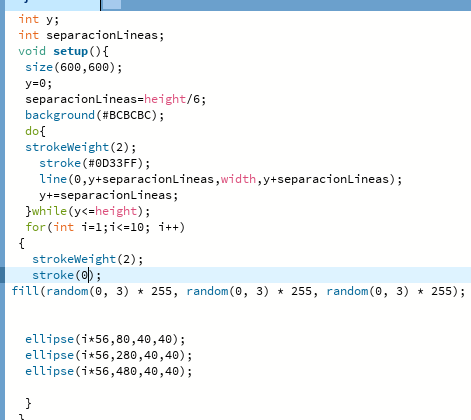 int y;
int separacionLineas;
void setup(){
size(600,600);
y=0;
separacionLineas=height/6;
background(#BCBCBC);
do{
strokeWeight(2);
stroke(#0D33FF);
line(0,y+separacionLineas,width,y+separacionLineas);
y+=separacionLineas;
}while(y<=height);
for(int i=1;i<=10; i++)
{
strokeWeight(2);
stroke(0);
fill(random(0, 3) * 255, random(0, 3) * 255, random(0, 3) * 255);
ellipse(i*56,80,40,40);
ellipse(i*56,280,40,40);
ellipse(i*56,480,40,40);
}
}